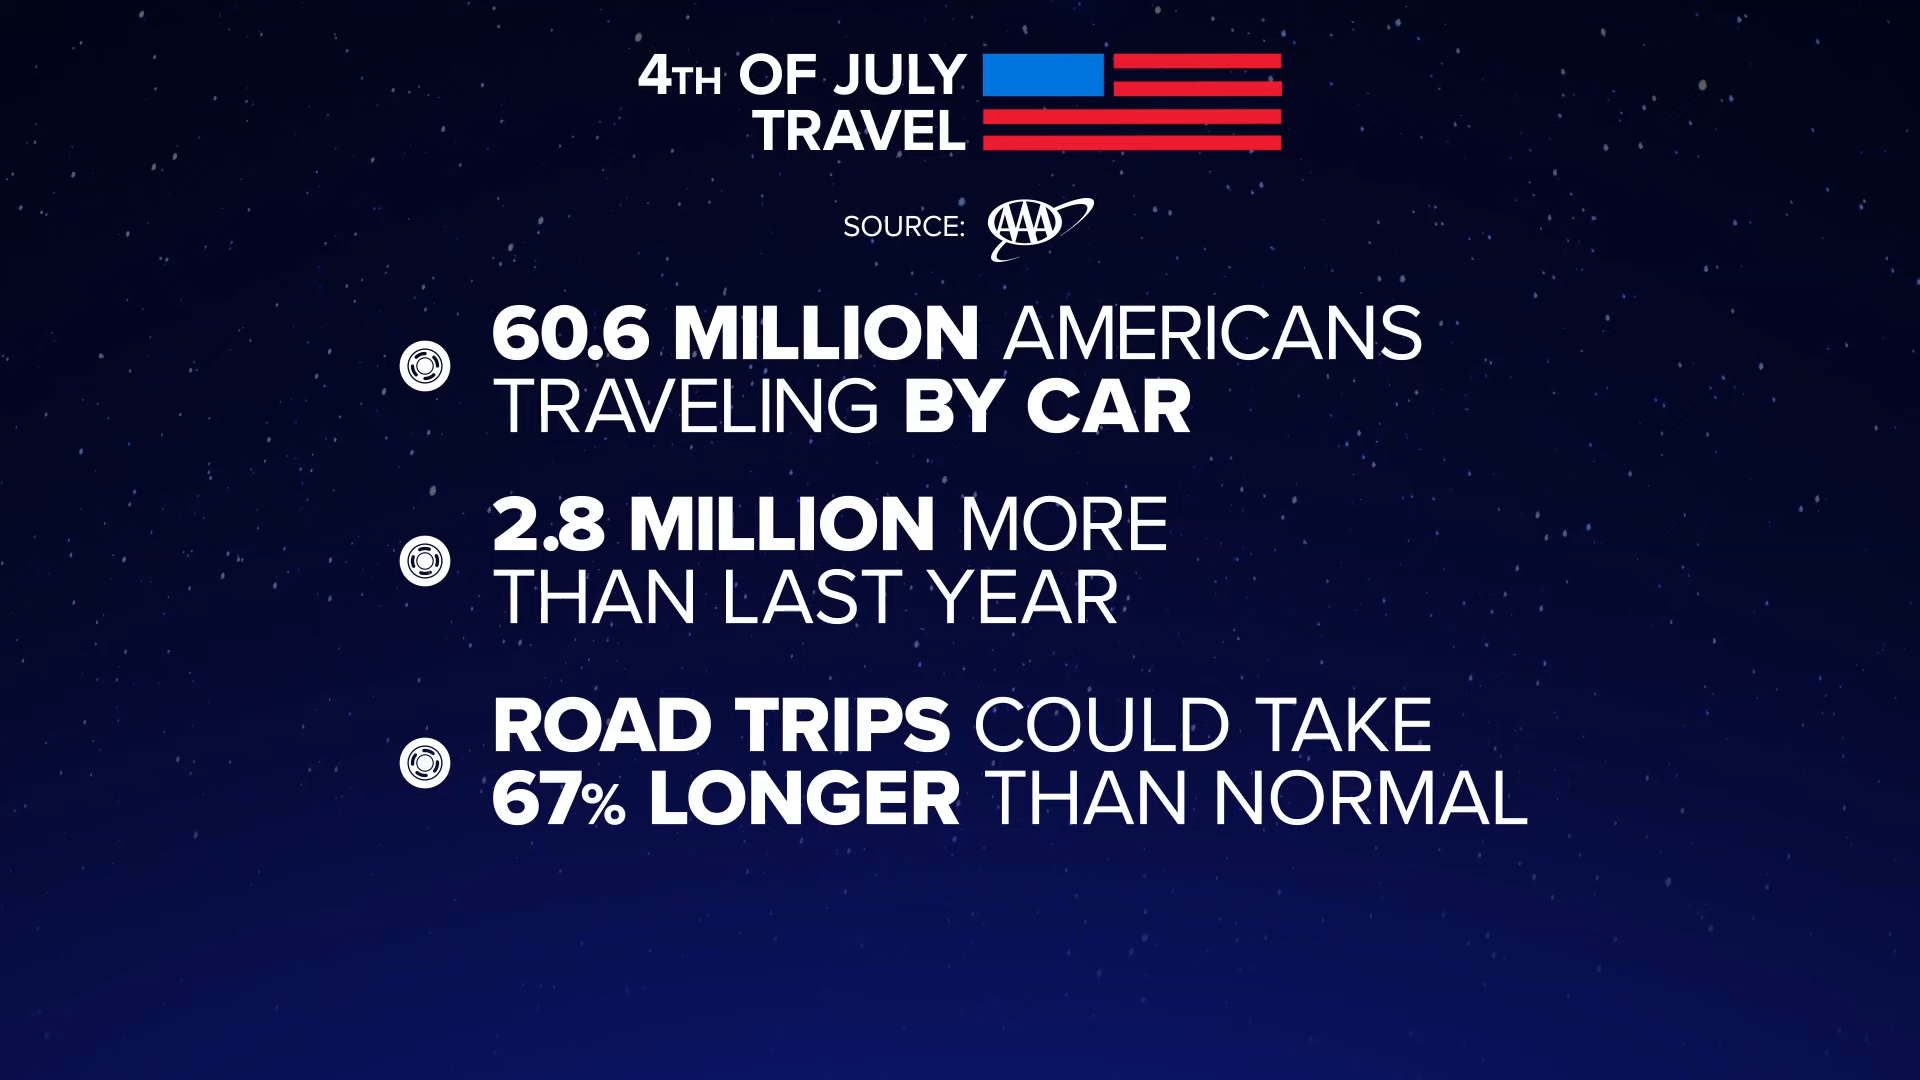 4TH OF JULY
TRAVEL
SOURCE: AAA
60.6 MILLION AMERICANS
TRAVELING BY CAR
2.8 MILLION MORE
THAN LAST YEAR
ROAD TRIPS COULD TAKE
67% LONGER THAN NORMAL